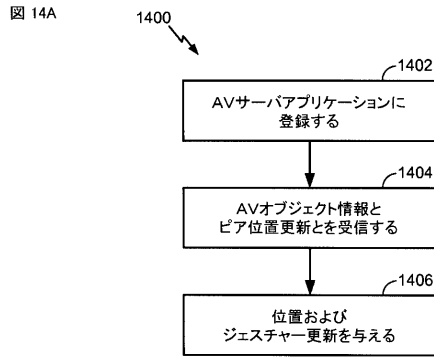 図 14A
1400
1402
AVサーバアプリケーションに
登録する
1404
AVオブジェクト情報と
ピア位置更新とを受信する
1406
位置および
ジェスチャー更新を与える